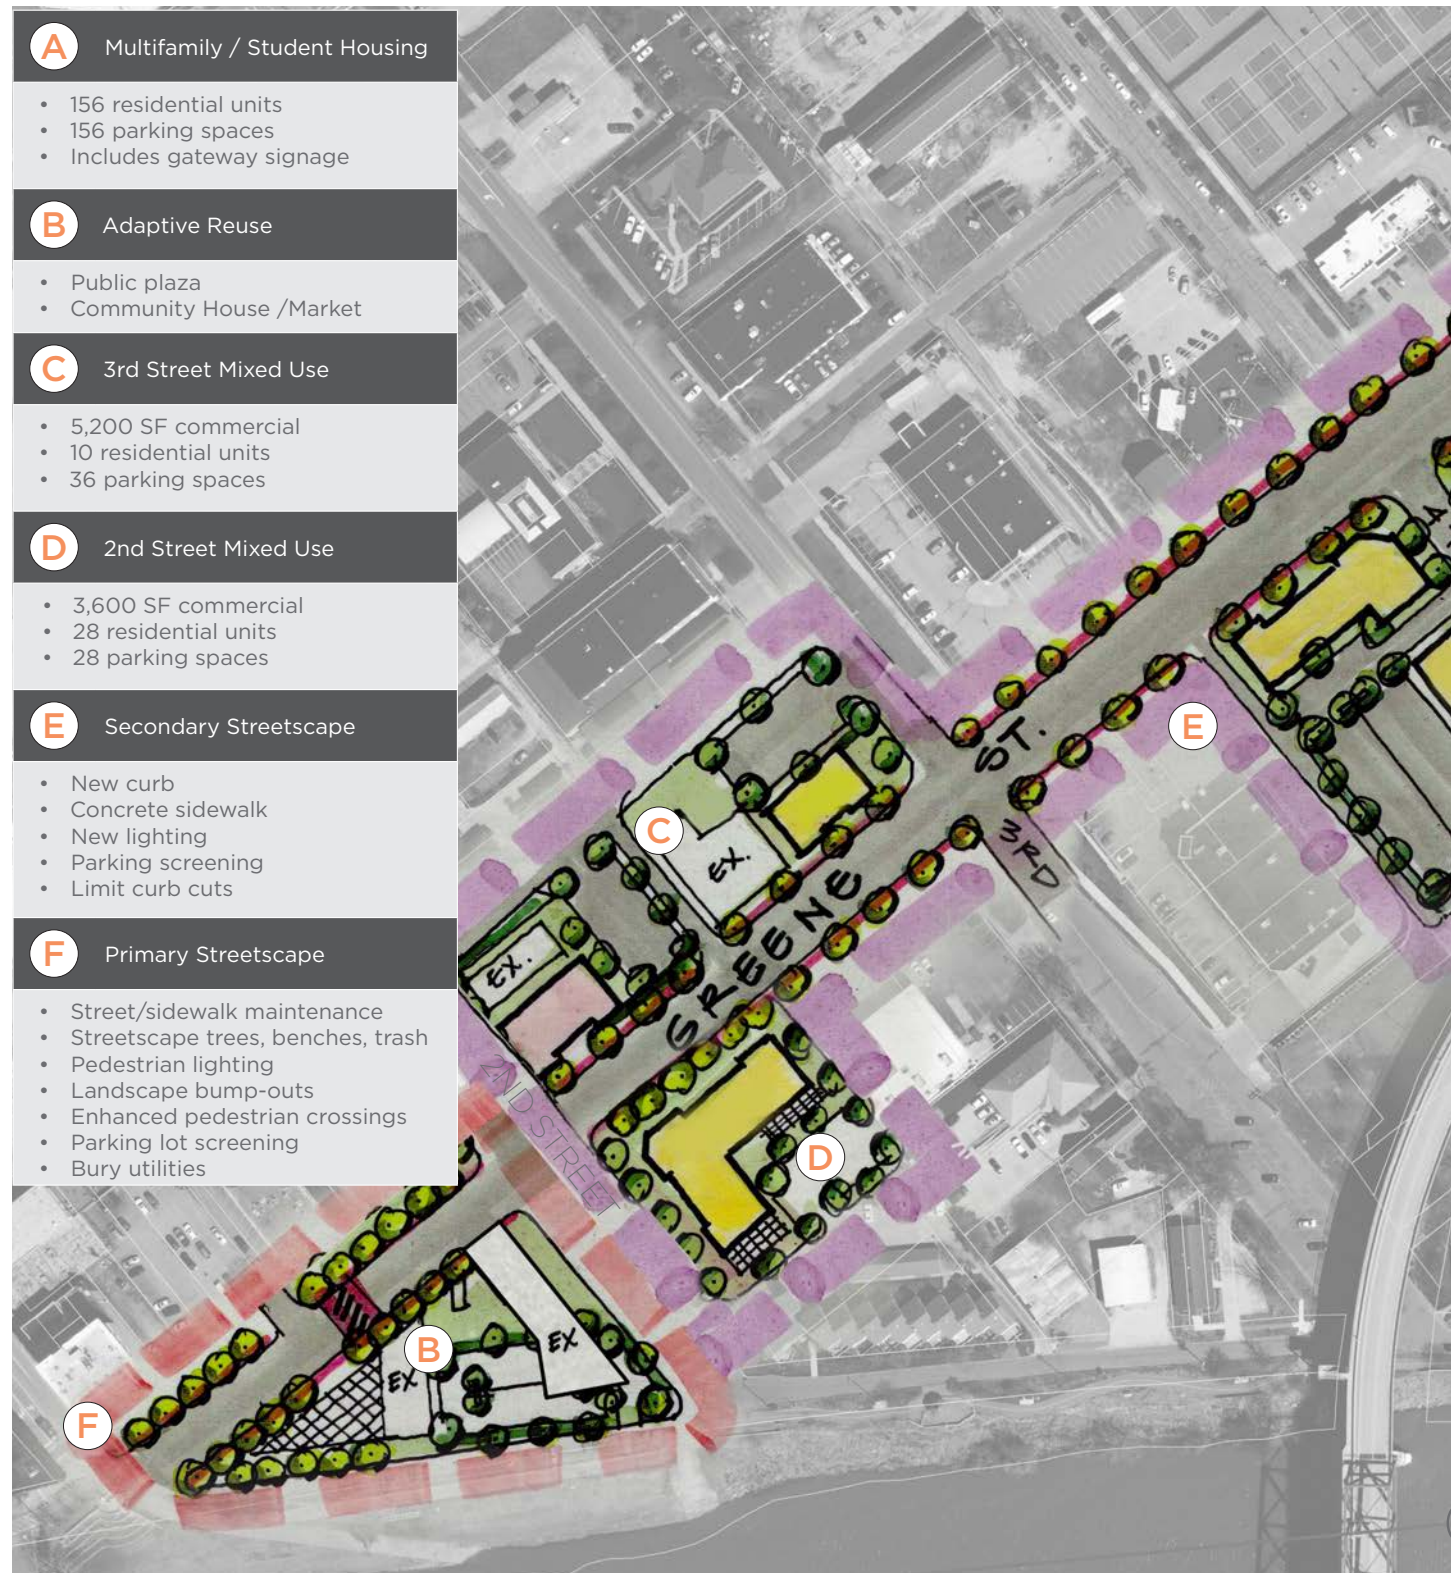 A Multifamily / Student Housing
• 156 residential units
• 156 parking spaces
• Includes gateway signage
B Adaptive Reuse
• Public plaza
• Community House /Market
C 3rd Street Mixed Use
• 5,200 SF commercial
• 10 residential units
• 36 parking spaces
D 2nd Street Mixed Use
• 3,600 SF commercial
• 28 residential units
• 28 parking spaces
E Secondary Streetscape
• New curb
• Concrete sidewalk
• New lighting
• Parking screening
• Limit curb cuts
F Primary Streetscape
• Street/sidewalk maintenance
• Streetscape trees, benches, trash
• Pedestrian lighting
• Landscape bump-outs
• Enhanced pedestrian crossings
• Parking lot screening
• Bury utilities
E
ST.
C
3RD
EX.
GREENE
EX.
2ND STREET
D
B
EX
EX
F